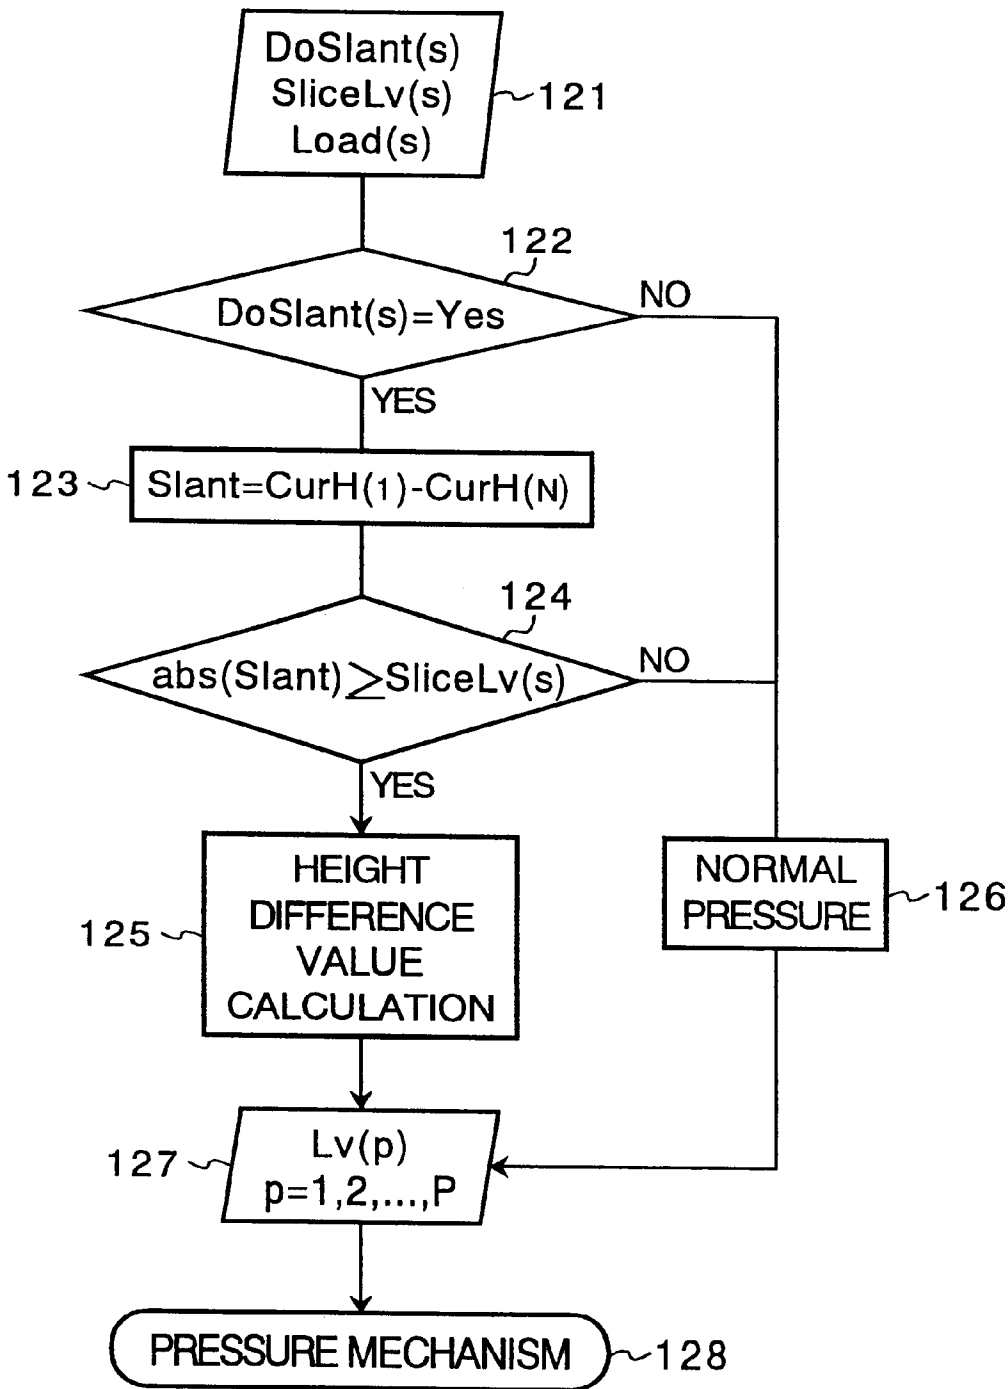 DoSlant(s)
SliceLv(s)
Load(s)
121
122
DoSlant(s)=Yes
NO
YES
123
Slant=CurH(1)-CurH(N)
124
abs(Slant)≥SliceLv(s)
NO
YES
HEIGHT
DIFFERENCE
VALUE
CALCULATION
125
NORMAL
PRESSURE
126
Lv(p)
p=1,2,...,P
127
PRESSURE MECHANISM
128